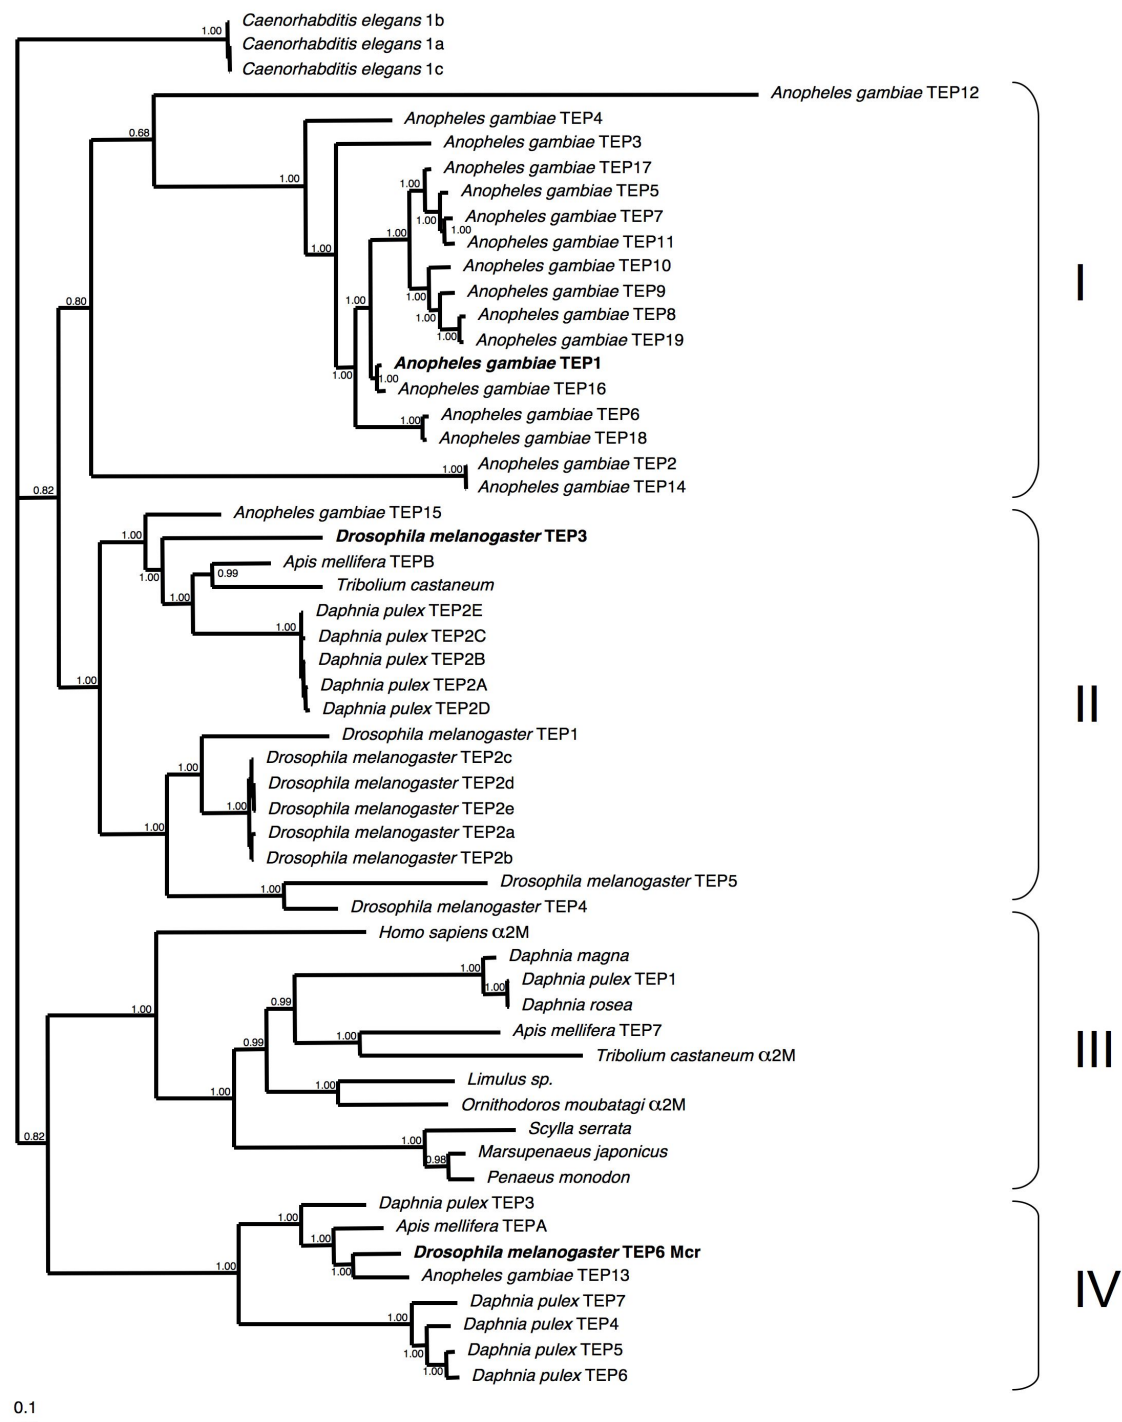 Caenorhabditis elegans 1b
1.00
Caenorhabditis elegans 1a
Caenorhabditis elegans 1c
Anopheles gambiae TEP12
Anopheles gambiae TEP4
0.68
Anopheles gambiae TEP3
Anopheles gambiae TEP17
1.00
1.00
Anopheles gambiae TEP5
Anopheles gambiae TEP7
1.00
1.00
1.00
Anopheles gambiae TEP11
1.00
Anopheles gambiae TEP10
I
Anopheles gambiae TEP9
1.00
0.80
1.00
Anopheles gambiae TEP8
1.00
1.00
Anopheles gambiae TEP19
Anopheles gambiae TEP1
1.00
1.00
Anopheles gambiae TEP16
Anopheles gambiae TEP6
1.00
Anopheles gambiae TEP18
Anopheles gambiae TEP2
1.00
Anopheles gambiae TEP14
0.82
Anopheles gambiae TEP15
1.00
Drosophila melanogaster TEP3
Apis mellifera TEPB
1.00
0.99
Tribolium castaneum
1.00
Daphnia pulex TEP2E
1.00
Daphnia pulex TEP2C
Daphnia pulex TEP2B
1.00
Daphnia pulex TEP2A
Daphnia pulex TEP2D
II
Drosophila melanogaster TEP1
Drosophila melanogaster TEP2c
1.00
Drosophila melanogaster TEP2d
1.00
Drosophila melanogaster TEP2e
1.00
Drosophila melanogaster TEP2a
Drosophila melanogaster TEP2b
Drosophila melanogaster TEP5
1.00
Drosophila melanogaster TEP4
Homo sapiens α2M
Daphnia magna
1.00
Daphnia pulex TEP1
1.00
0.99
Daphnia rosea
1.00
Apis mellifera TEP7
1.00
0.99
Tribolium castaneum α2M
III
Limulus sp.
1.00
1.00
Ornithodoros moubatagi α2M
Scylla serrata
0.82
1.00
Marsupenaeus japonicus
0.98
Penaeus monodon
Daphnia pulex TEP3
1.00
Apis mellifera TEPA
1.00
Drosophila melanogaster TEP6 Mcr
1.00
1.00
Anopheles gambiae TEP13
IV
Daphnia pulex TEP7
1.00
Daphnia pulex TEP4
1.00
Daphnia pulex TEP5
1.00
Daphnia pulex TEP6
0.1